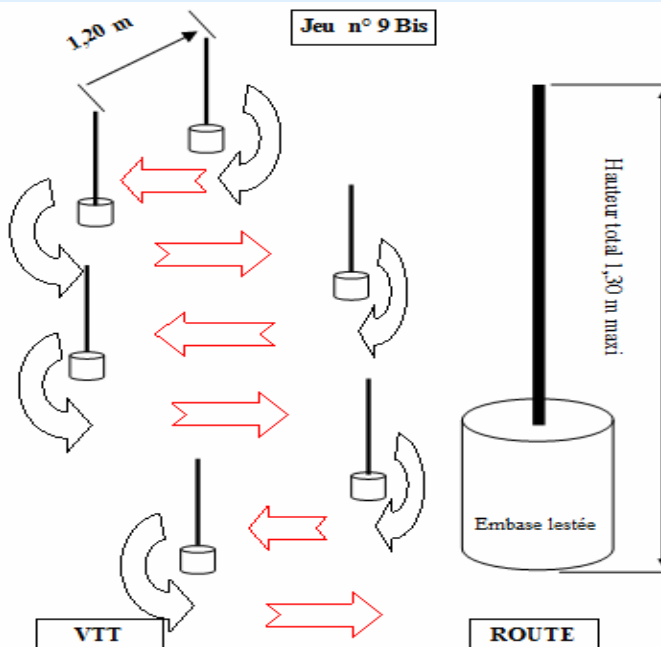 Jeu n° 9 Bis
1,20 m
Hauteur total 1,30 m maxi
Embase lestée
VTT
ROUTE